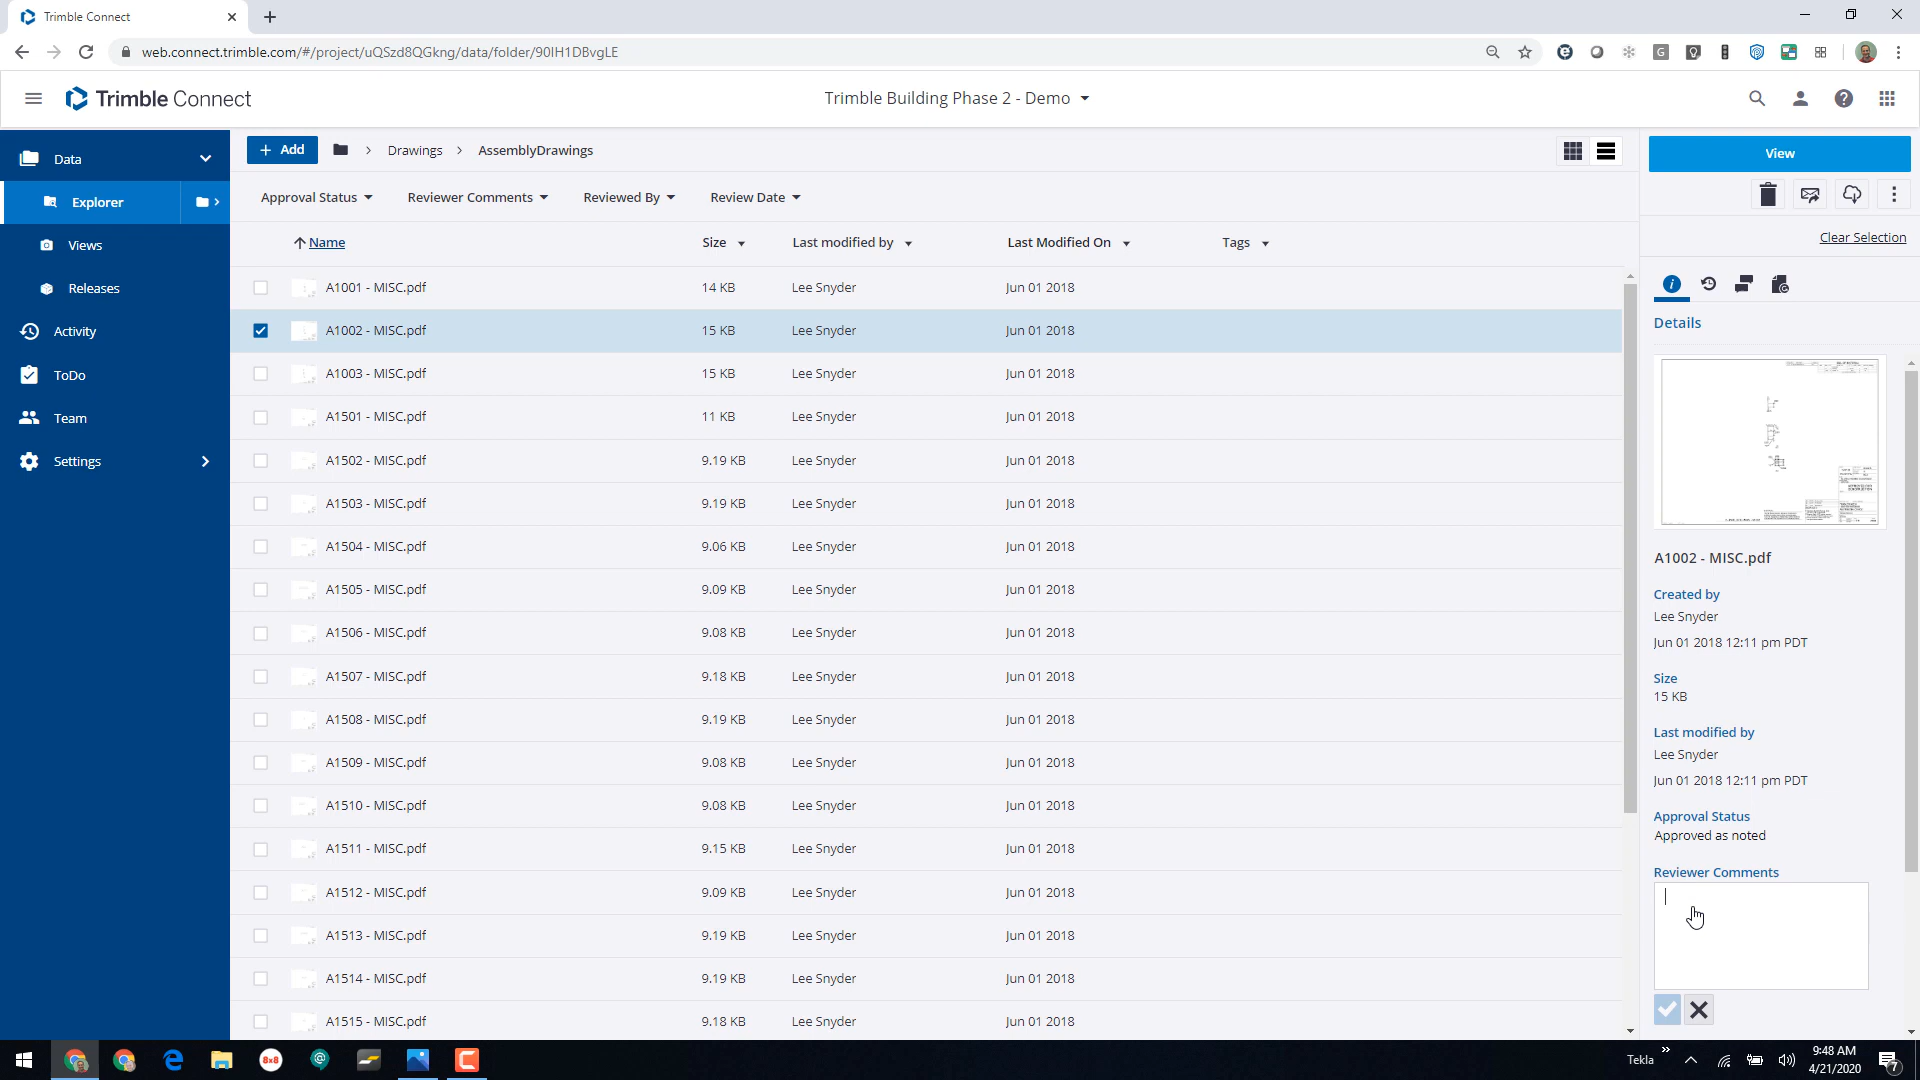 Trimble Connect
web.connect.trimble.com/#/project/uQSzd8QGkng/data/folder/90IH1DBvgLE
Trimble Connect
Trimble Building Phase 2 - Demo
Data
Explorer
Views
Releases
Activity
ToDo
Team
Settings
+ Add
> Drawings > AssemblyDrawings
Approval Status Reviewer Comments Reviewed By Review Date
Name Size Last modified by Last Modified On Tags
A1001 - MISC.pdf 14 KB Lee Snyder Jun 01 2018
A1002 - MISC.pdf 15 KB Lee Snyder Jun 01 2018
A1003 - MISC.pdf 15 KB Lee Snyder Jun 01 2018
A1501 - MISC.pdf 11 KB Lee Snyder Jun 01 2018
A1502 - MISC.pdf 9.19 KB Lee Snyder Jun 01 2018
A1503 - MISC.pdf 9.19 KB Lee Snyder Jun 01 2018
A1504 - MISC.pdf 9.06 KB Lee Snyder Jun 01 2018
A1505 - MISC.pdf 9.09 KB Lee Snyder Jun 01 2018
A1506 - MISC.pdf 9.08 KB Lee Snyder Jun 01 2018
A1507 - MISC.pdf 9.18 KB Lee Snyder Jun 01 2018
A1508 - MISC.pdf 9.19 KB Lee Snyder Jun 01 2018
A1509 - MISC.pdf 9.08 KB Lee Snyder Jun 01 2018
A1510 - MISC.pdf 9.08 KB Lee Snyder Jun 01 2018
A1511 - MISC.pdf 9.15 KB Lee Snyder Jun 01 2018
A1512 - MISC.pdf 9.09 KB Lee Snyder Jun 01 2018
A1513 - MISC.pdf 9.19 KB Lee Snyder Jun 01 2018
A1514 - MISC.pdf 9.19 KB Lee Snyder Jun 01 2018
A1515 - MISC.pdf 9.18 KB Lee Snyder Jun 01 2018
View
Clear Selection
Details
A1002 - MISC.pdf
Created by
Lee Snyder
Jun 01 2018 12:11 pm PDT
Size
15 KB
Last modified by
Lee Snyder
Jun 01 2018 12:11 pm PDT
Approval Status
Approved as noted
Reviewer Comments
8x8
Tekla
9:48 AM
4/21/2020
7